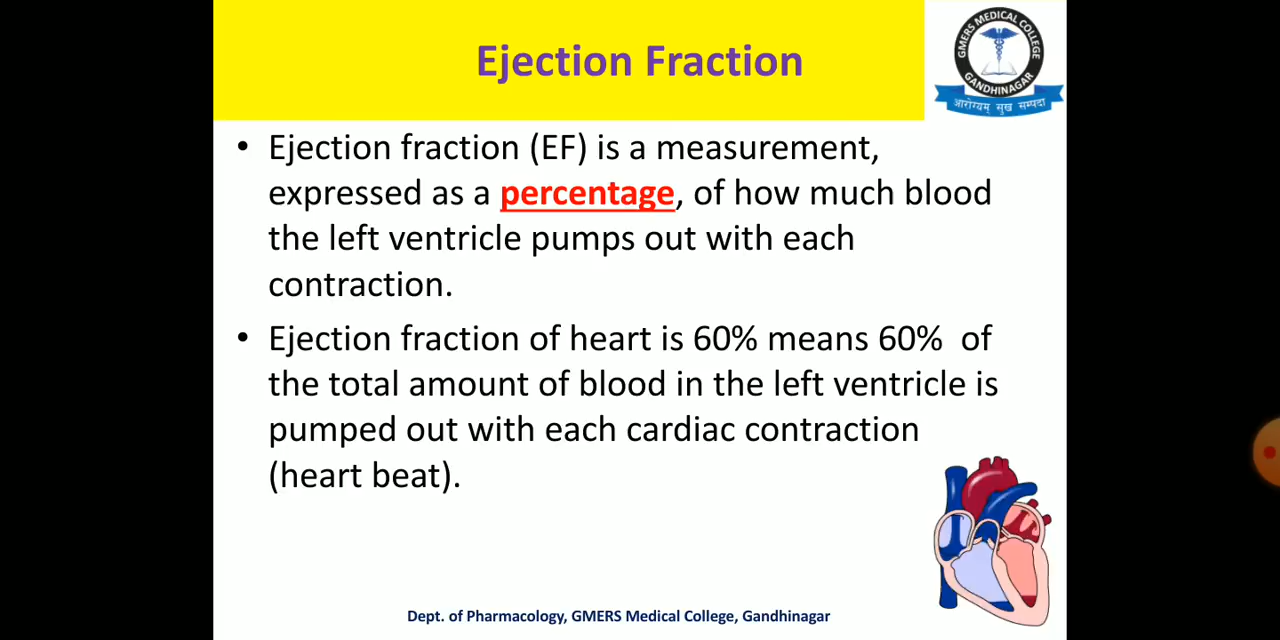 Ejection Fraction
GMERS MEDICAL COLLEGE
GANDHINAGAR
आरोग्यम् सुख सम्पदा
• Ejection fraction (EF) is a measurement,
expressed as a percentage, of how much blood
the left ventricle pumps out with each
contraction.
• Ejection fraction of heart is 60% means 60% of
the total amount of blood in the left ventricle is
pumped out with each cardiac contraction
(heart beat).
Dept. of Pharmacology, GMERS Medical College, Gandhinagar